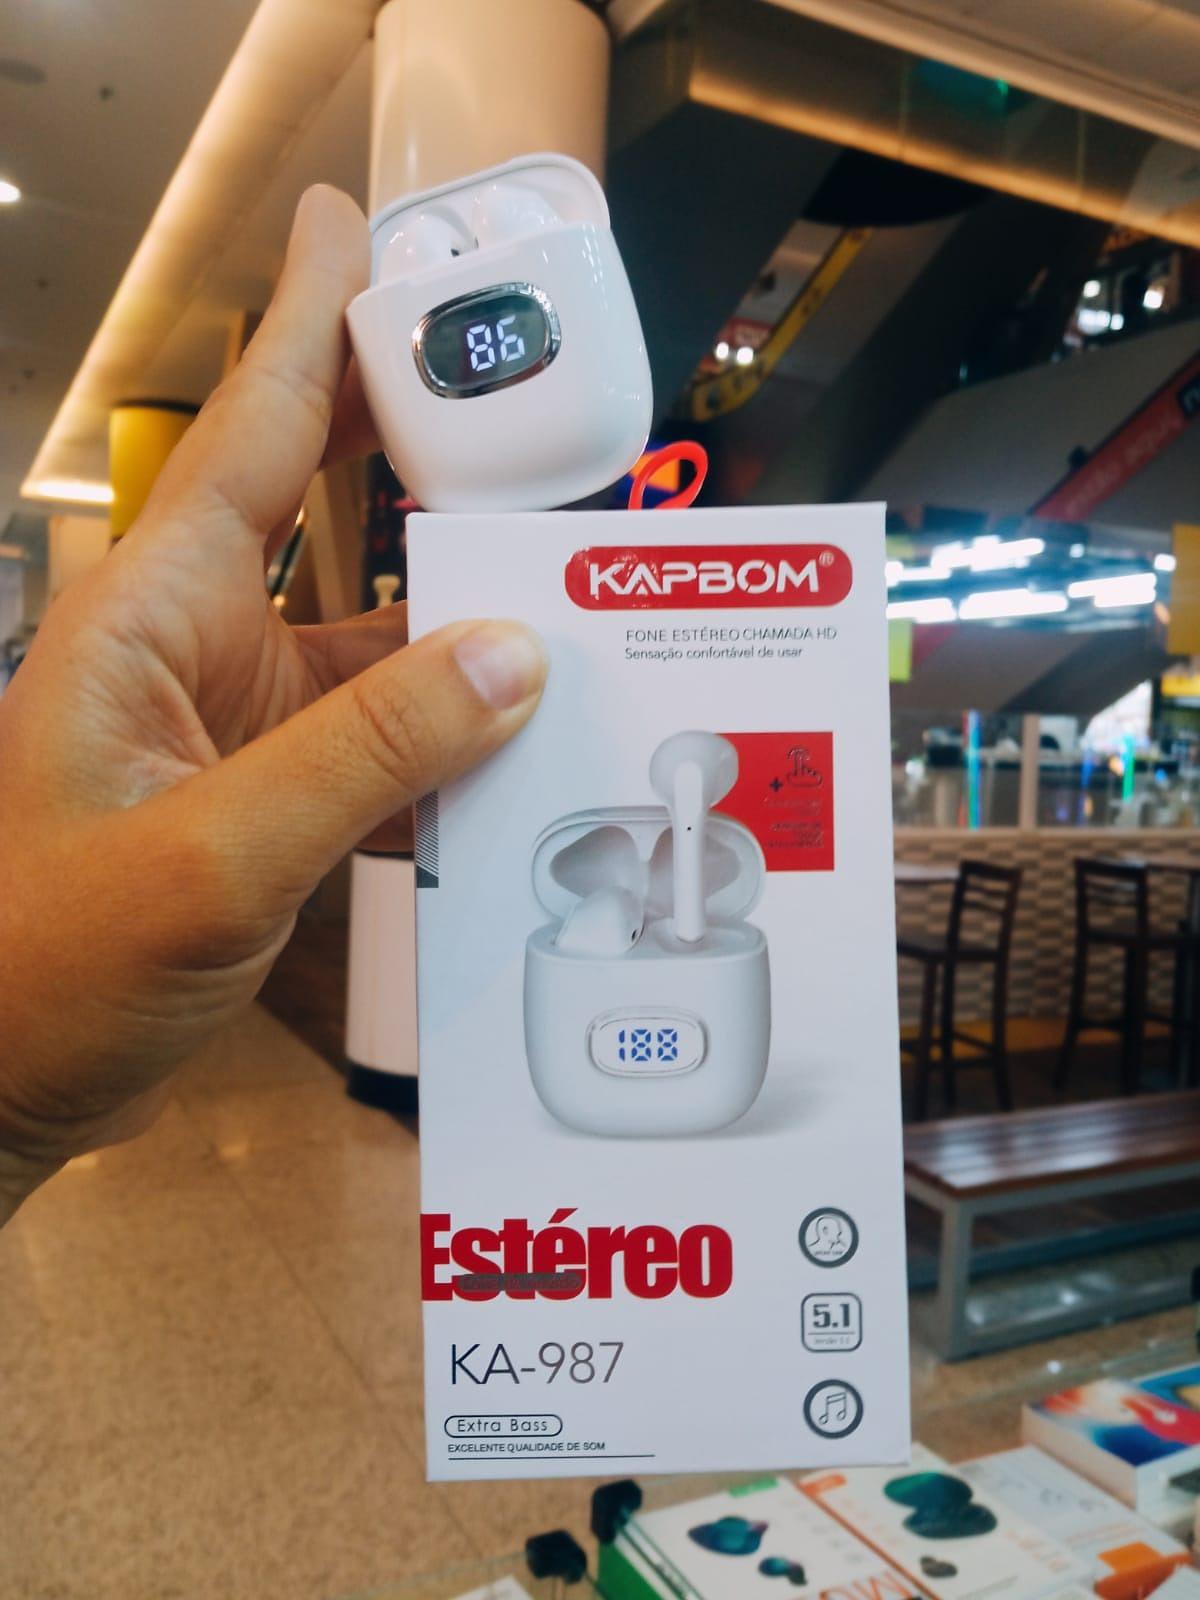 86
KAPBOM®
FONE ESTÉREO CHAMADA HD
Sensação confortável de usar
188
Estéreo
KA-987
5.1
Extra Bass
EXCELENTE QUALIDADE DE SOM